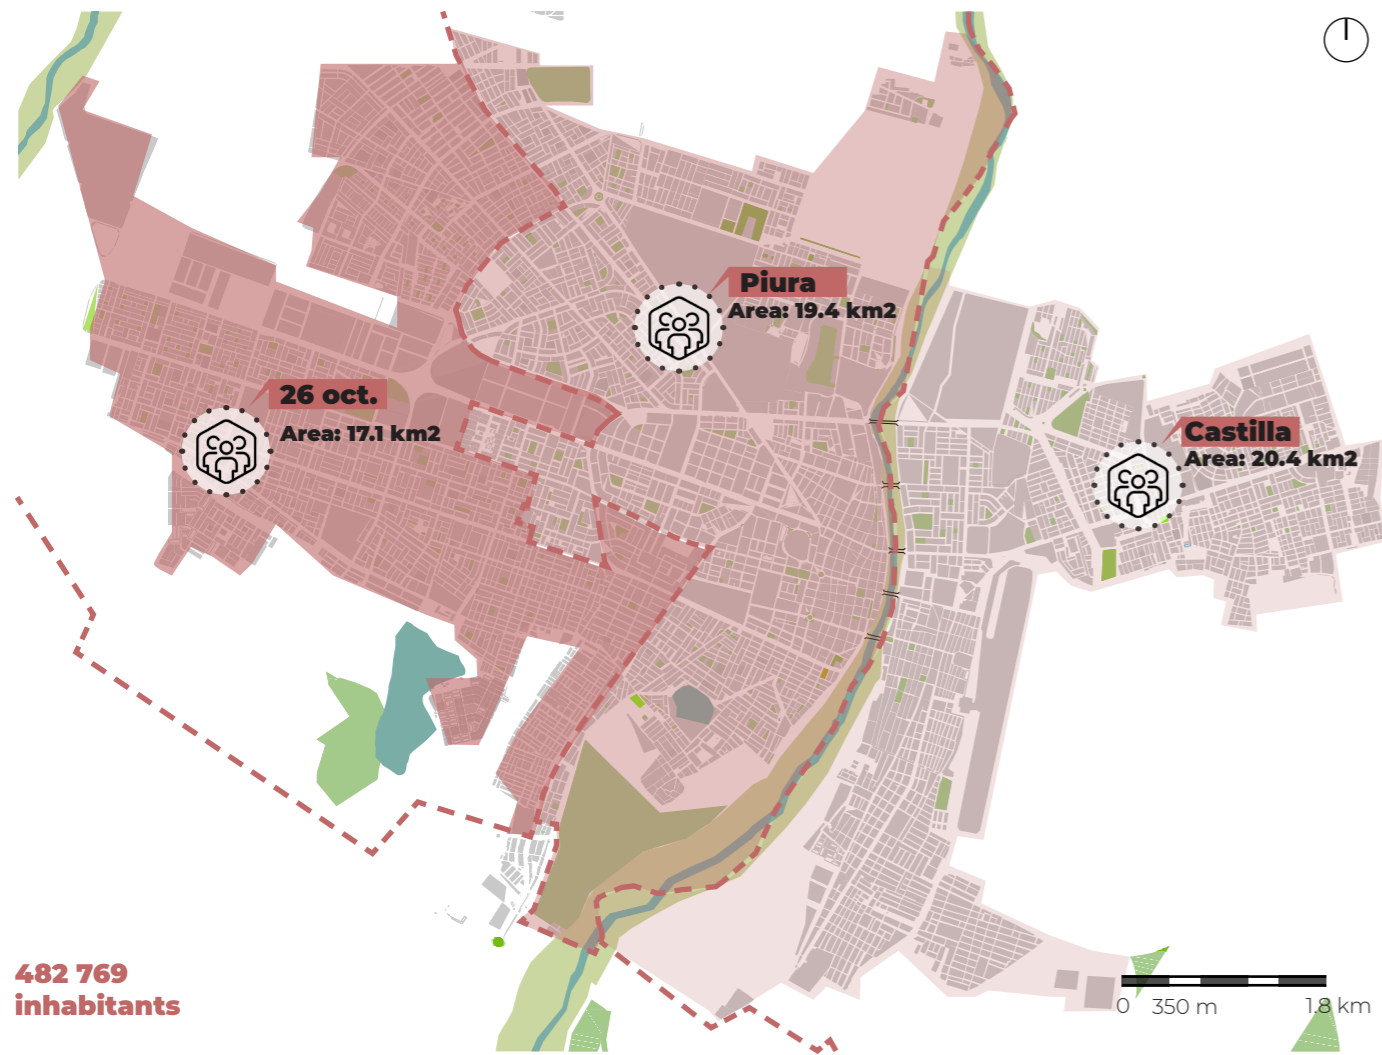 Piura
Area: 19.4 km2
26 oct.
Area: 17.1 km2
Castilla
Area: 20.4 km2
482 769
inhabitants
0 350 m 1.8 km